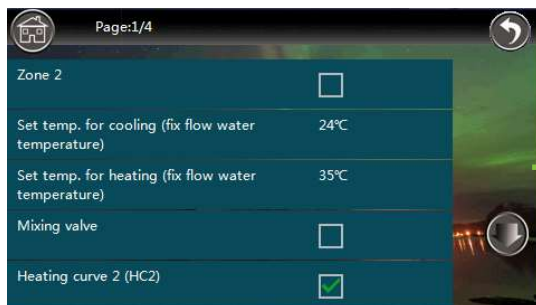 Page:1/4
Zone 2
Set temp. for cooling (fix flow water
temperature)
24℃
Set temp. for heating (fix flow water
temperature)
35℃
Mixing valve
Heating curve 2 (HC2)